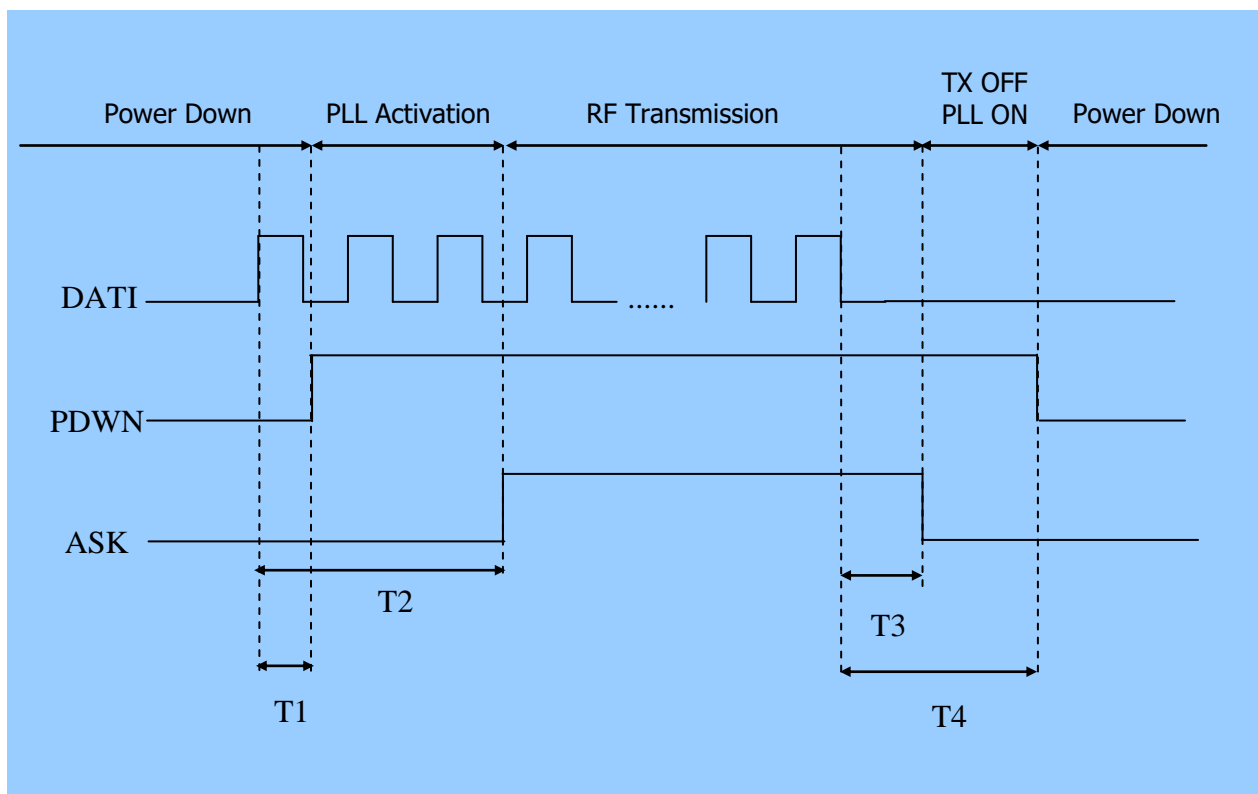 TX OFF
Power Down PLL Activation RF Transmission PLL ON Power Down
DATI
......
PDWN
ASK
T2
T3
T1
T4